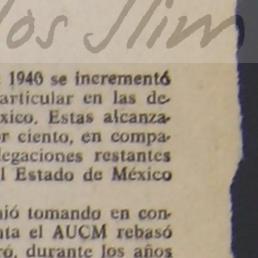 los Slim
1940 se incrementó
articular en las de-
xico. Estas alcanza-
r ciento, en compa-
legaciones restantes
l Estado de México
nió tomando en con-
nta el AUCM rebasó
ró, durante los años